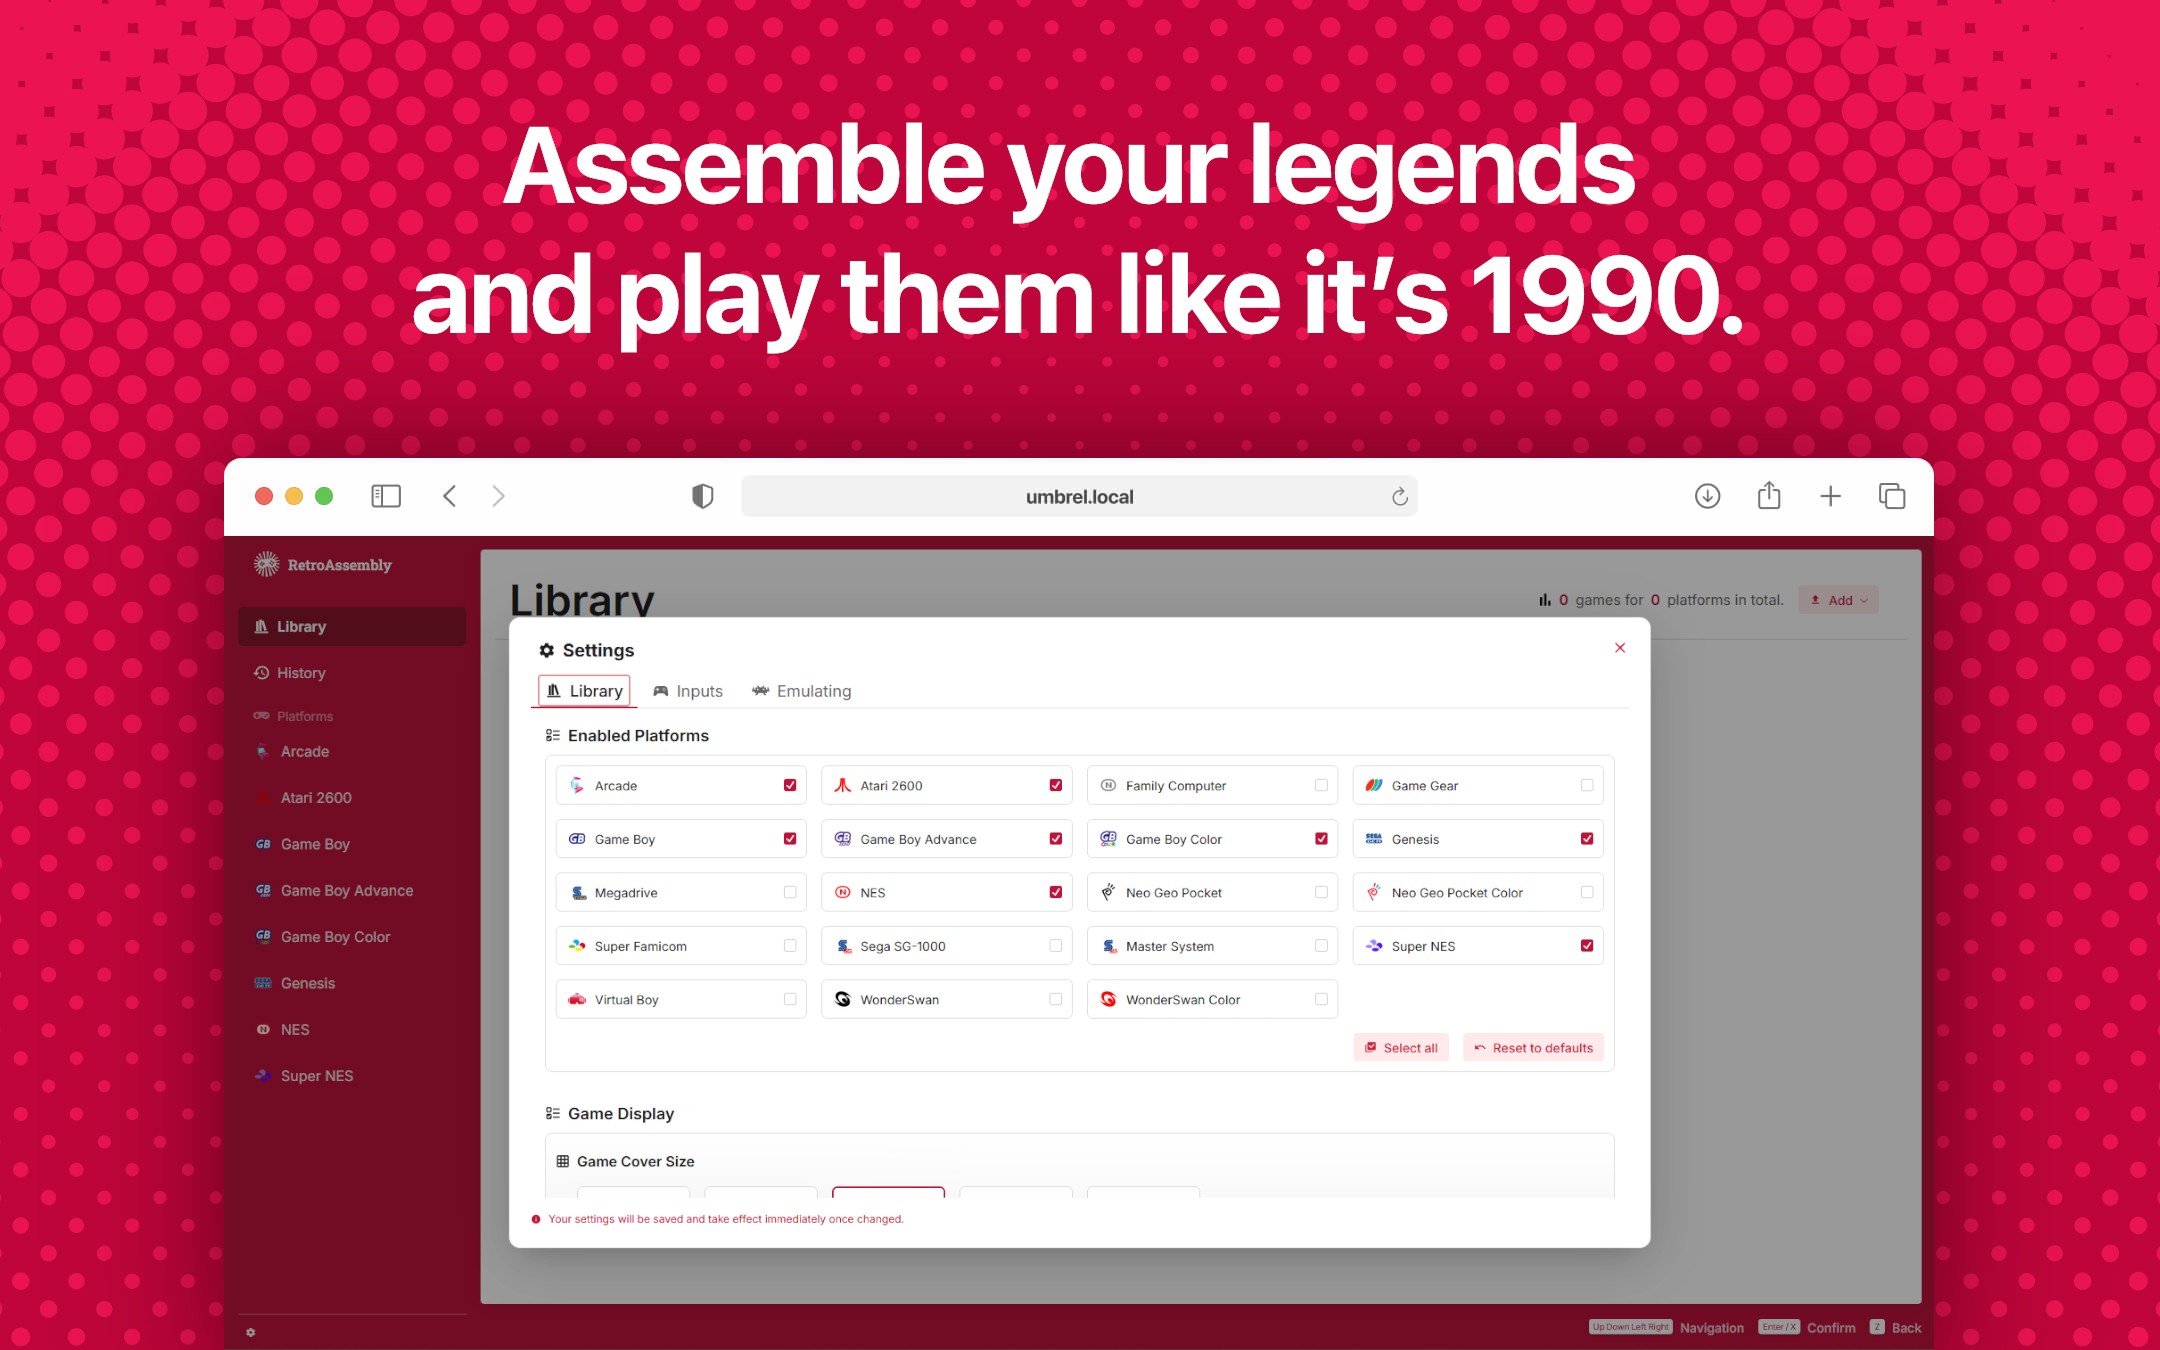 Assemble your legends
and play them like it's 1990.
umbrel.local
RetroAssembly
Library
History
Platforms
Arcade
Atari 2600
Game Boy
Game Boy Advance
Game Boy Color
Genesis
NES
Super NES
Library
0 games for 0 platforms in total.
Add
Settings
Library Inputs Emulating
Enabled Platforms
Arcade Atari 2600 Family Computer Game Gear
Game Boy Game Boy Advance Game Boy Color Genesis
Megadrive NES Neo Geo Pocket Neo Geo Pocket Color
Super Famicom Sega SG-1000 Master System Super NES
Virtual Boy WonderSwan WonderSwan Color
Select all Reset to defaults
Game Display
Game Cover Size
Your settings will be saved and take effect immediately once changed.
Up Down Left Right Navigation Enter / X Confirm Z Back